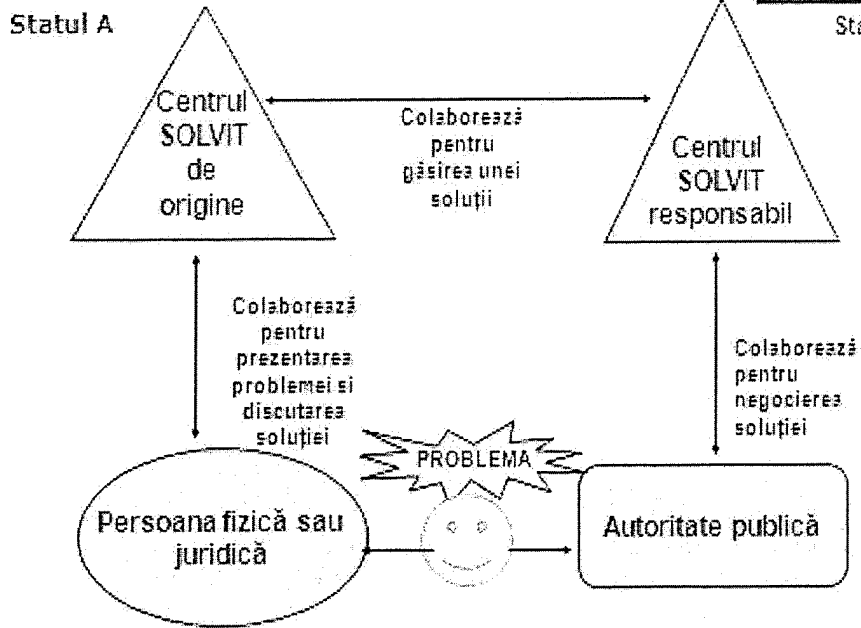 Statul A
Centrul
SOLVIT
de
origine
Colaborează
pentru
găsirea unei
soluții
Centrul
SOLVIT
responsabil
Colaborează
pentru
prezentarea
problemei si
discutarea
soluției
Colaborează
pentru
negocierea
soluției
PROBLEMA
Persoana fizică sau
juridică
Autoritate publică